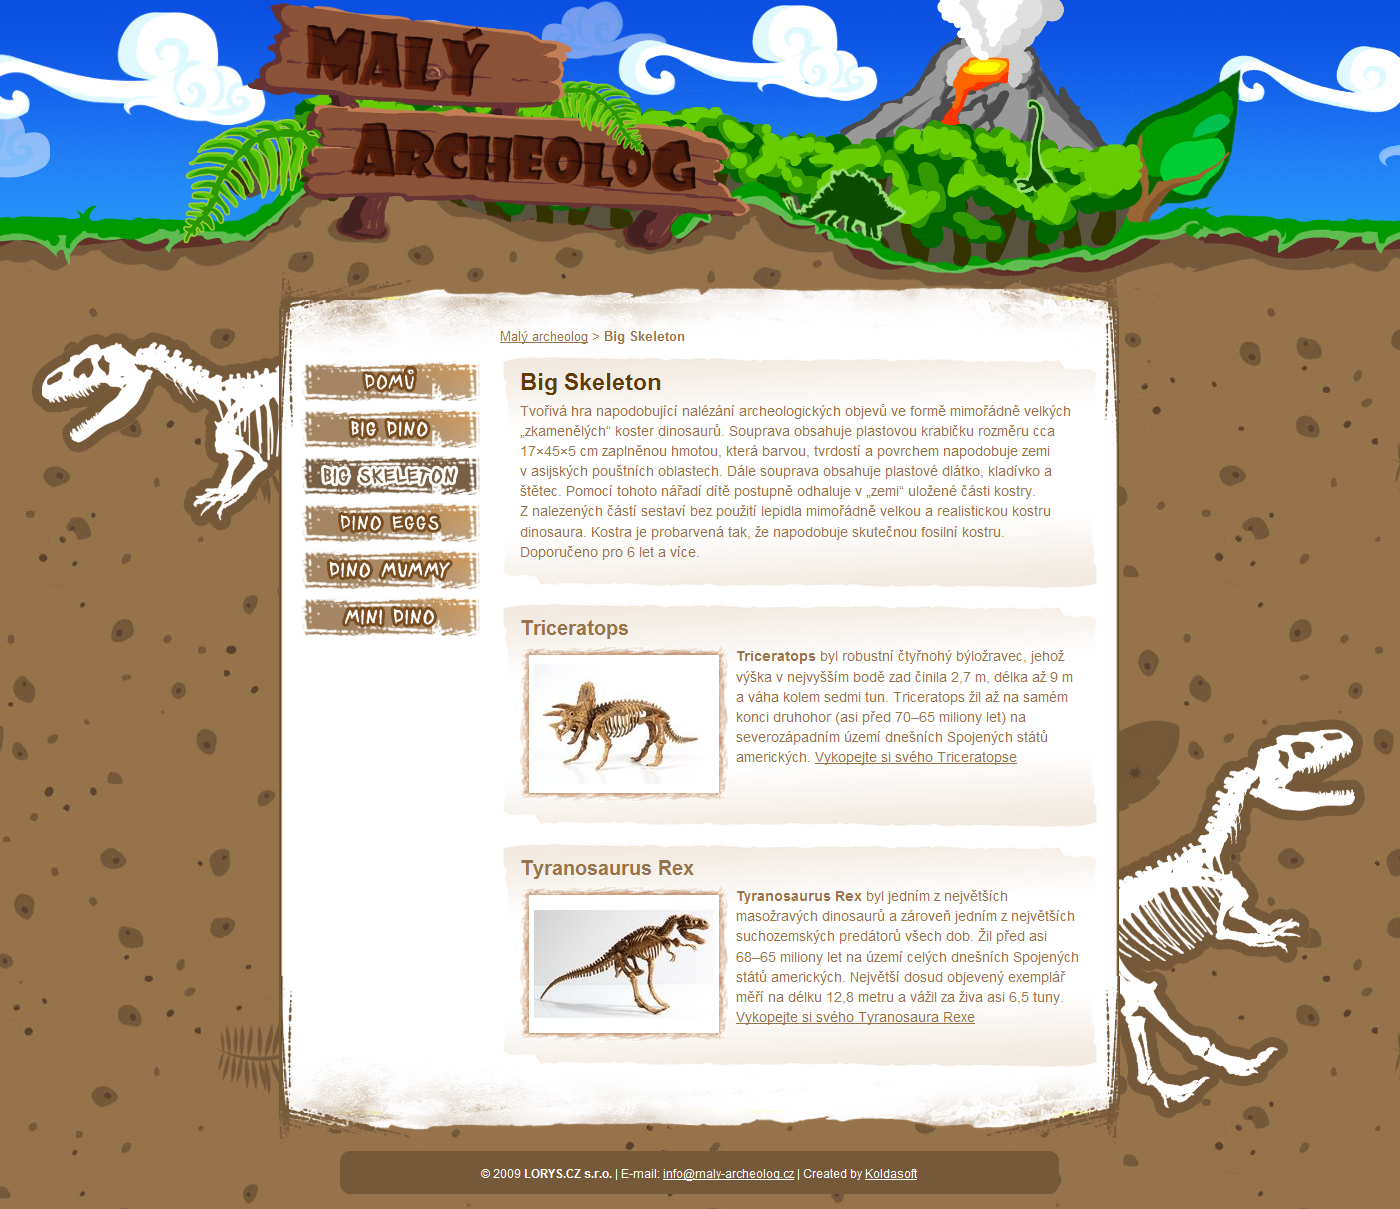 MALÝ
ARCHEOLOG
Malý archeolog > Big Skeleton
DOMŮ
BIG DINO
BIG SKELETON
DINO EGGS
DINO MUMMY
MINI DINO
Big Skeleton
Tvořivá hra napodobující nalézání archeologických objevů ve formě mimořádně velkých
„zkamenělých“ koster dinosaurů. Souprava obsahuje plastovou krabičku rozměru cca
17×45×5 cm zaplněnou hmotou, která barvou, tvrdostí a povrchem napodobuje zemi
v asijských pouštních oblastech. Dále souprava obsahuje plastové dlátko, kladívko a
štětec. Pomocí tohoto nářadí dítě postupně odhaluje v „zemi“ uložené části kostry.
Z nalezených částí sestaví bez použití lepidla mimořádně velkou a realistickou kostru
dinosaura. Kostra je probarvená tak, že napodobuje skutečnou fosilní kostru.
Doporučeno pro 6 let a více.
Triceratops
Triceratops byl robustní čtyřnohý býložravec, jehož
výška v nejvyšším bodě zad činila 2,7 m, délka až 9 m
a váha kolem sedmi tun. Triceratops žil až na samém
konci druhohor (asi před 70–65 miliony let) na
severozápadním území dnešních Spojených států
amerických. Vykopejte si svého Triceratopse
Tyranosaurus Rex
Tyranosaurus Rex byl jedním z největších
masožravých dinosaurů a zároveň jedním z největších
suchozemských predátorů všech dob. Žil před asi
68–65 miliony let na území celých dnešních Spojených
států amerických. Největší dosud objevený exemplář
měří na délku 12,8 metru a vážil za živa asi 6,5 tuny.
Vykopejte si svého Tyranosaura Rexe
© 2009 LORYS.CZ s.r.o. | E-mail: info@maly-archeolog.cz | Created by Koldasoft